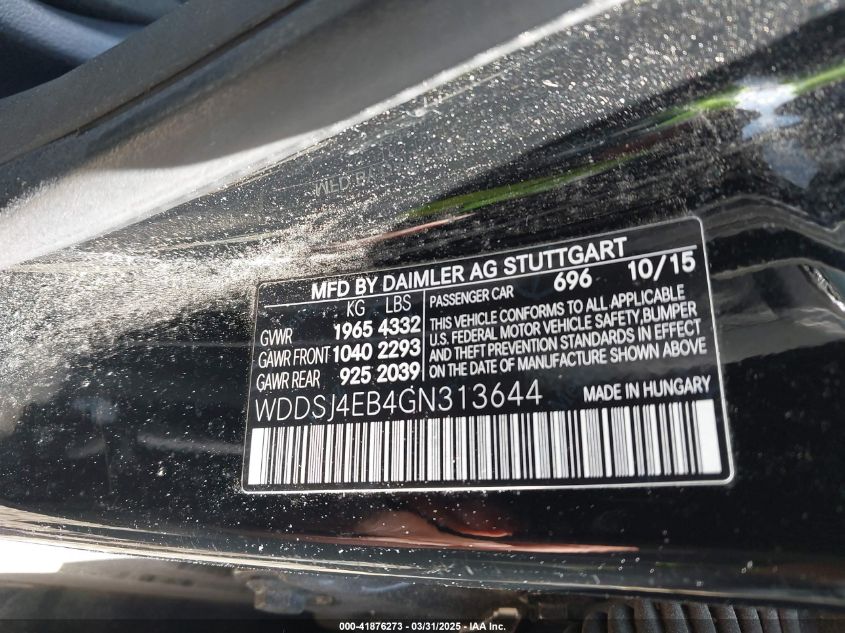 MFD BY DAIMLER AG STUTTGART
KG LBS
GVWR 1965 4332
GAWR FRONT 1040 2293
GAWR REAR 925 2039
PASSENGER CAR 696 10/15
THIS VEHICLE CONFORMS TO ALL APPLICABLE
U.S. FEDERAL MOTOR VEHICLE SAFETY, BUMPER
AND THEFT PREVENTION STANDARDS IN EFFECT
ON THE DATE OF MANUFACTURE SHOWN ABOVE
WDDSJ4EB4GN313644 MADE IN HUNGARY
000-41876273 - 03/31/2025 - IAA Inc.